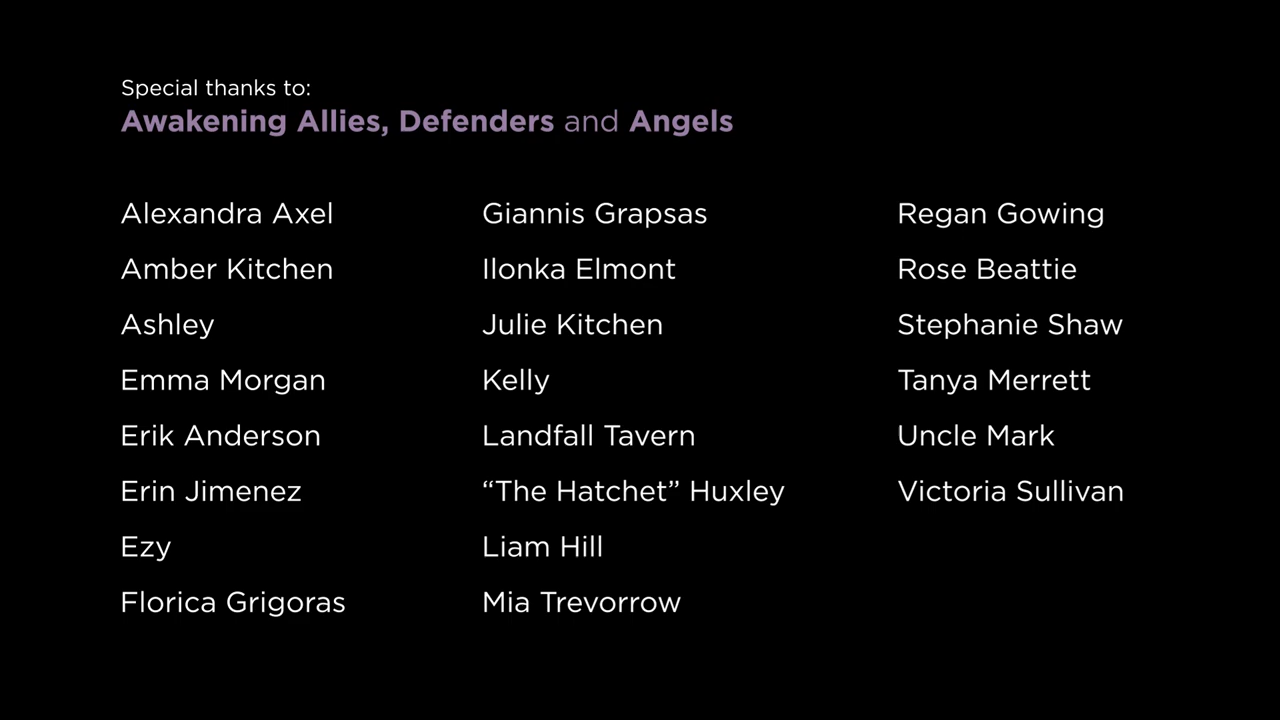 Special thanks to:
Awakening Allies, Defenders and Angels
Alexandra Axel
Amber Kitchen
Ashley
Emma Morgan
Erik Anderson
Erin Jimenez
Ezy
Florica Grigoras
Giannis Grapsas
Ilonka Elmont
Julie Kitchen
Kelly
Landfall Tavern
“The Hatchet” Huxley
Liam Hill
Mia Trevorrow
Regan Gowing
Rose Beattie
Stephanie Shaw
Tanya Merrett
Uncle Mark
Victoria Sullivan